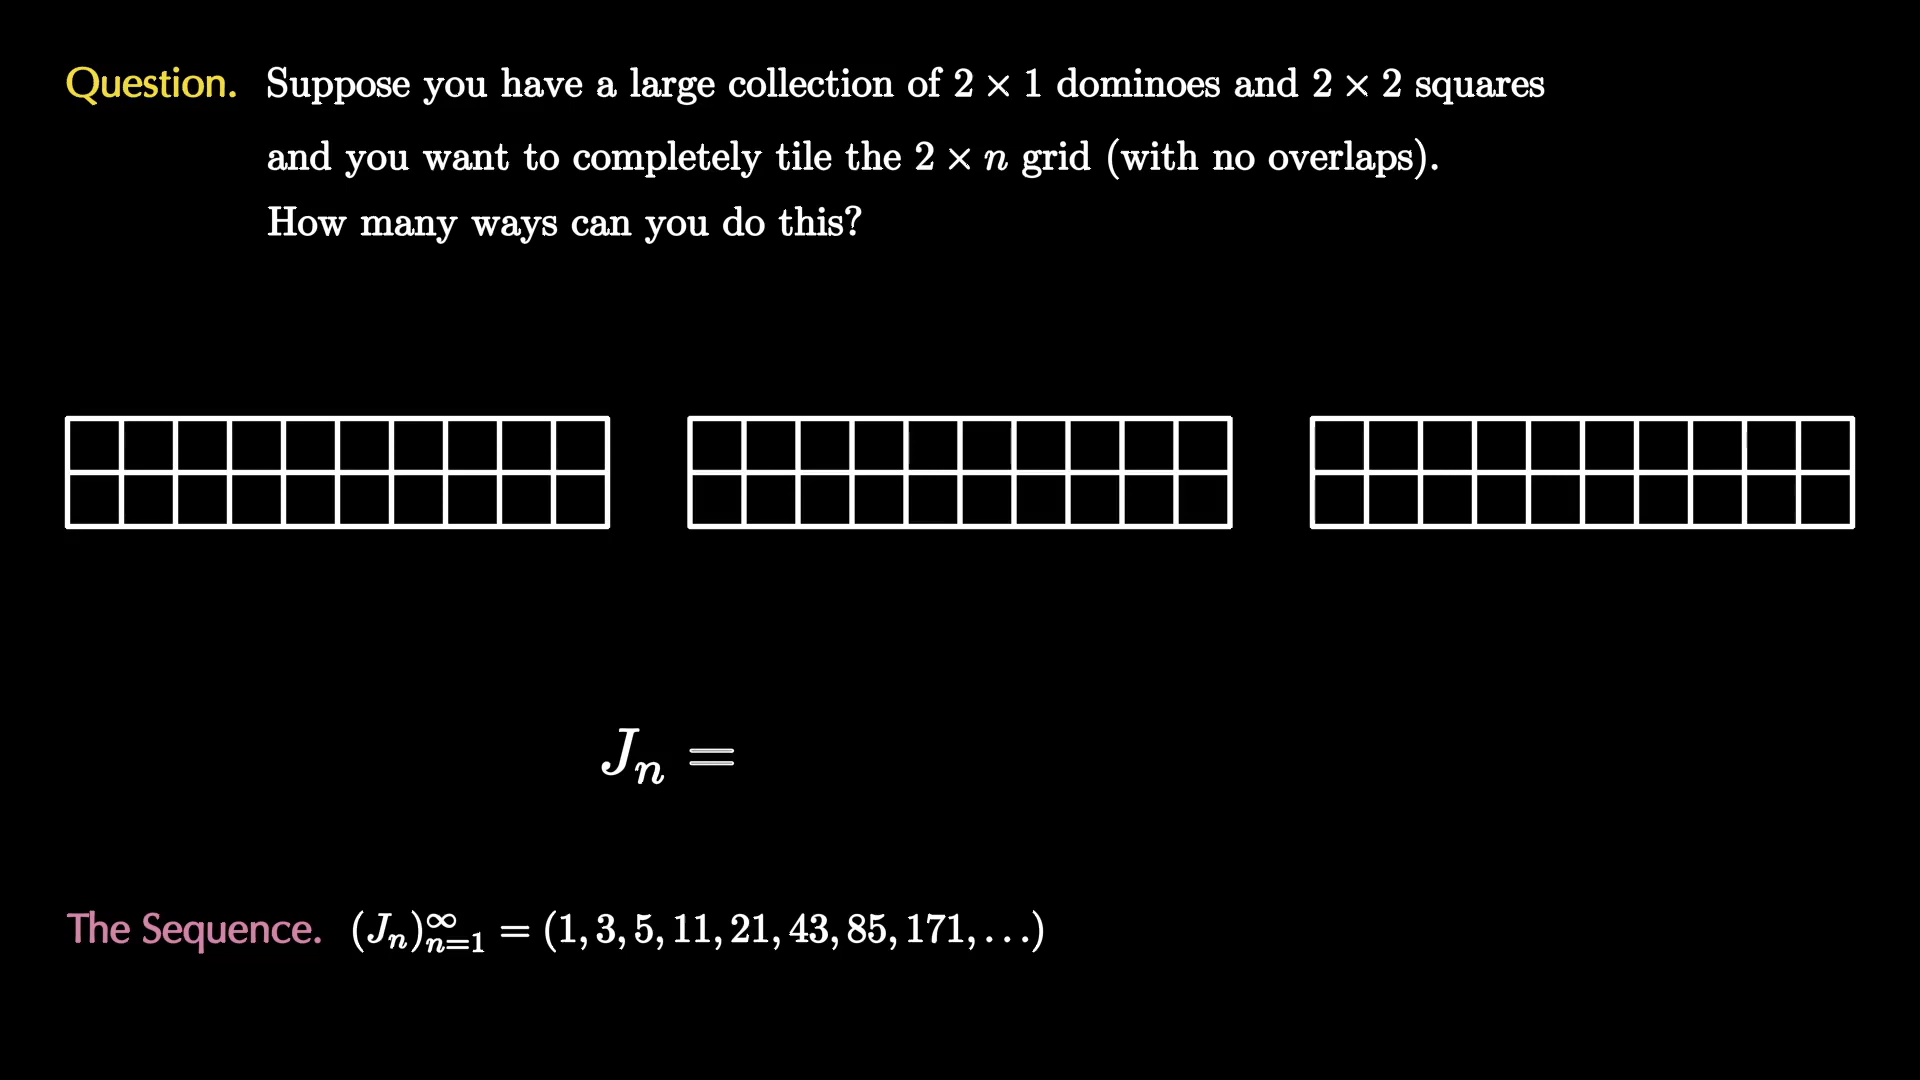 Question. Suppose you have a large collection of 2 × 1 dominoes and 2 × 2 squares
and you want to completely tile the 2 × n grid (with no overlaps).
How many ways can you do this?
Jₙ =
The Sequence. (Jₙ)ₙ₌₁^∞ = (1, 3, 5, 11, 21, 43, 85, 171, . . .)